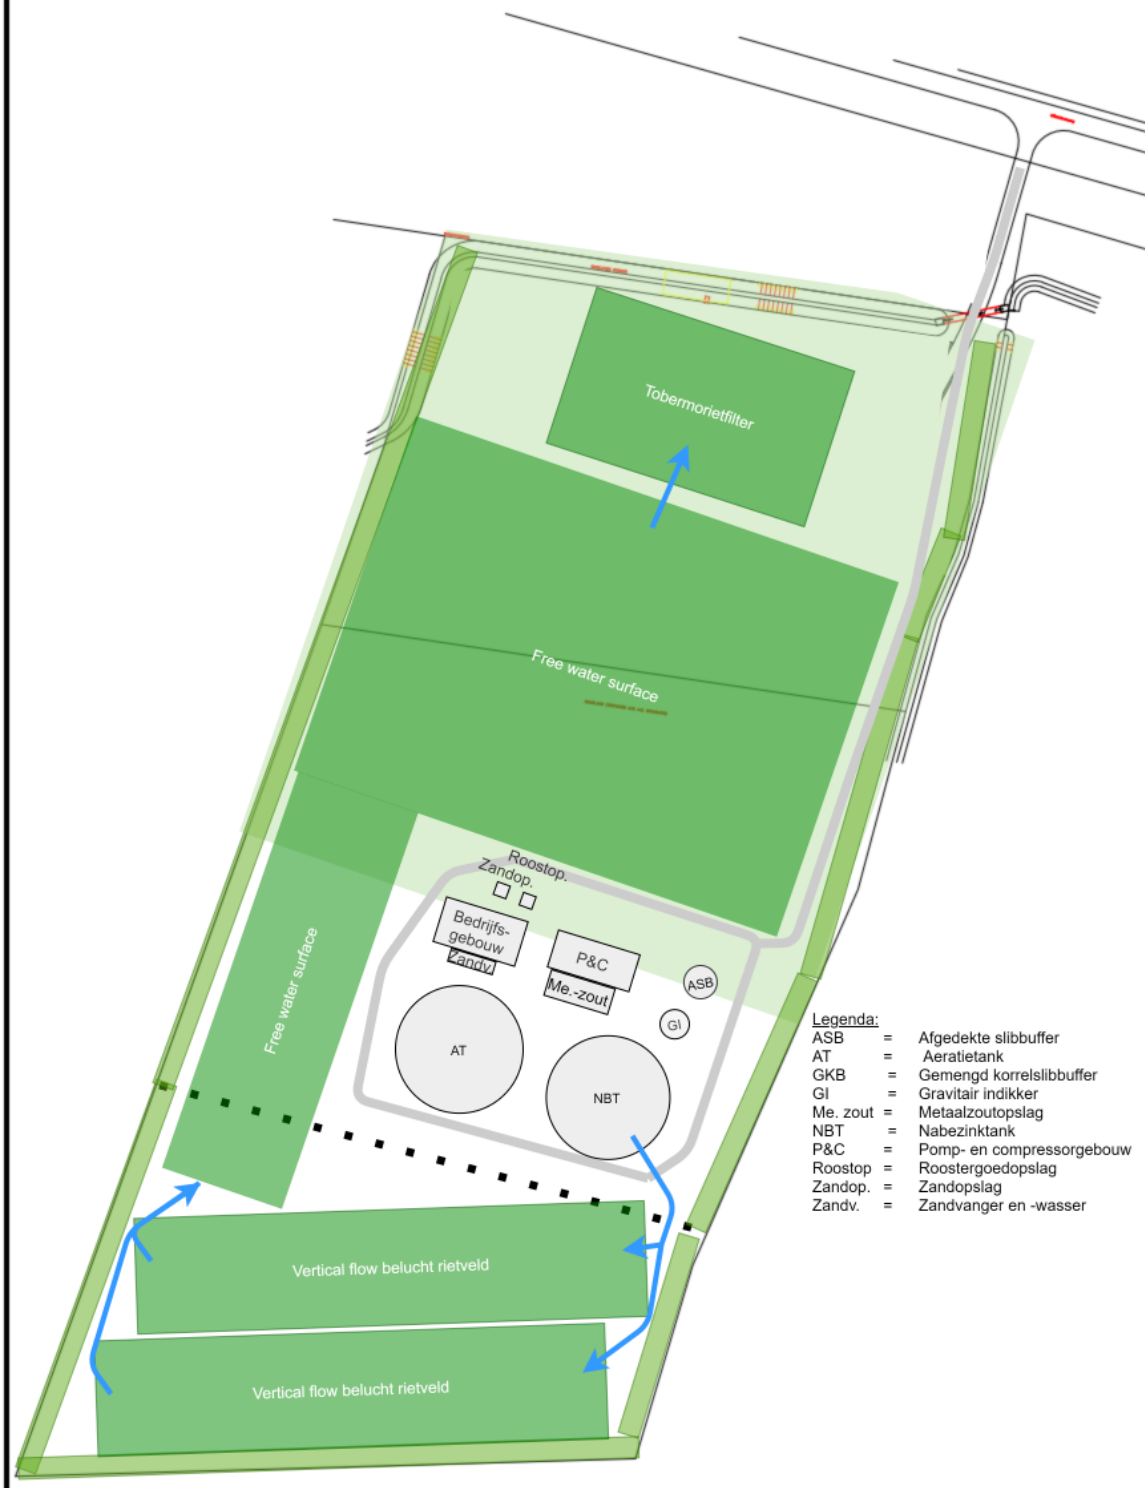 Tobermorietfilter
Free water surface
Roostop.
Zandop.
Bedrijfs-
gebouw
Zandv.
P&C
Me.-zout
ASB
GI
AT
NBT
Free water surface
Vertical flow belucht rietveld
Vertical flow belucht rietveld
Legenda:
ASB = Afgedekte slibbuffer
AT = Aeratietank
GKB = Gemengd korrelslibbuffer
GI = Gravitair indikker
Me. zout = Metaalzoutopslag
NBT = Nabezinktank
P&C = Pomp- en compressorgebouw
Roostop = Roostergoedopslag
Zandop. = Zandopslag
Zandv. = Zandvanger en -wasser